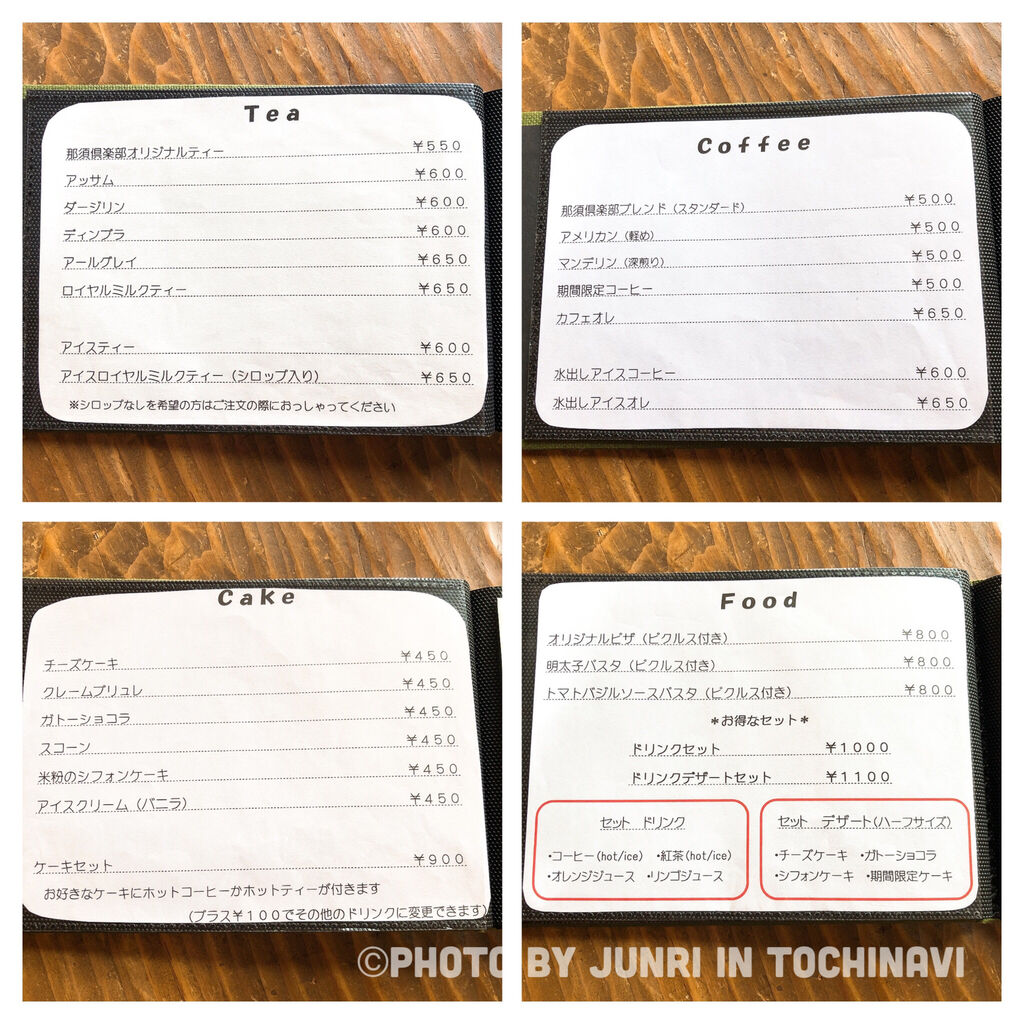 Tea
那須倶楽部オリジナルティー ￥550
アッサム ￥600
ダージリン ￥600
ディンブラ ￥600
アールグレイ ￥650
ロイヤルミルクティー ￥650
アイスティー ￥600
アイスロイヤルミルクティー（シロップ入り） ￥650
※シロップなしを希望の方はご注文の際におっしゃってください
Coffee
那須倶楽部ブレンド（スタンダード） ￥500
アメリカン（軽め） ￥500
マンデリン（深煎り） ￥500
期間限定コーヒー ￥500
カフェオレ ￥650
水出しアイスコーヒー ￥600
水出しアイスオレ ￥650
Cake
チーズケーキ ￥450
クレームブリュレ ￥450
ガトーショコラ ￥450
スコーン ￥450
米粉のシフォンケーキ ￥450
アイスクリーム（バニラ） ￥450
ケーキセット ￥900
お好きなケーキにホットコーヒーかホットティーが付きます
（プラス￥１００でその他のドリンクに変更できます）
Food
オリジナルピザ（ピクルス付き） ￥800
明太子パスタ（ピクルス付き） ￥800
トマトバジルソースパスタ（ピクルス付き） ￥800
＊お得なセット＊
ドリンクセット ￥1000
ドリンクデザートセット ￥1100
セット ドリンク
・コーヒー(hot/ice) ・紅茶(hot/ice)
・オレンジジュース ・リンゴジュース
セット デザート(ハーフサイズ)
・チーズケーキ ・ガトーショコラ
・シフォンケーキ ・期間限定ケーキ
©PHOTO BY JUNRI IN TOCHINAVI